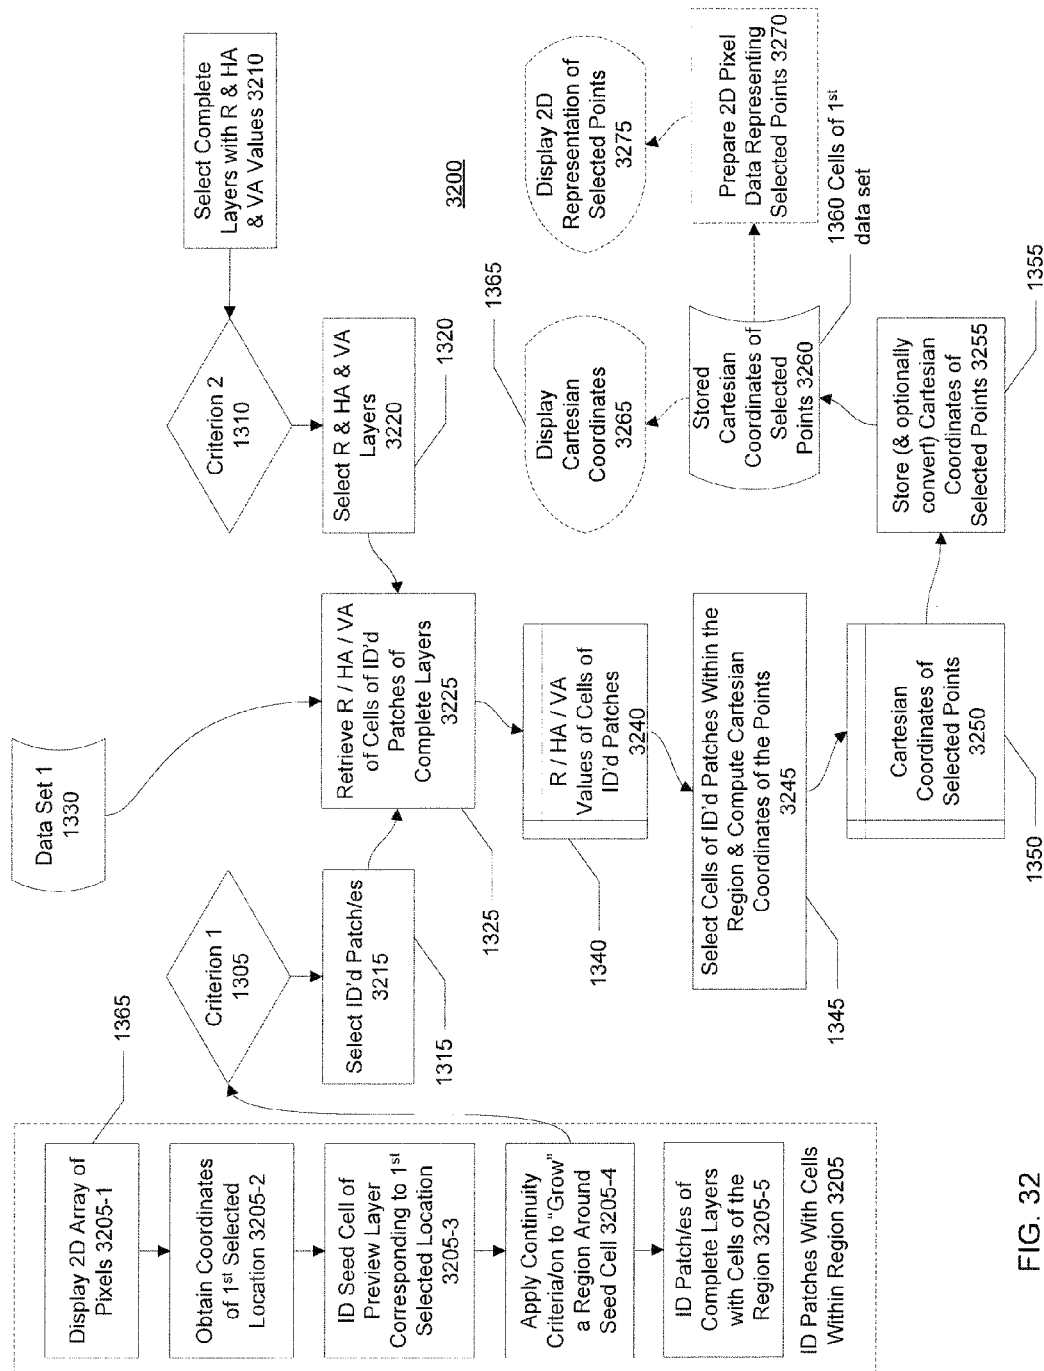 Display 2D Array of
Pixels 3205-1
1365
Obtain Coordinates
of 1st Selected
Location 3205-2
ID Seed Cell of
Preview Layer
Corresponding to 1st
Selected Location
3205-3
Apply Continuity
Criteria/on to “Grow”
a Region Around
Seed Cell 3205-4
ID Patch/es of
Complete Layers
with Cells of the
Region 3205-5
ID Patches With Cells
Within Region 3205
Criterion 1
1305
Select ID'd Patch/es
3215
1315
Data Set 1
1330
Retrieve R / HA / VA
of Cells of ID'd
Patches of
Complete Layers
3225
1325
Select Complete
Layers with R & HA
& VA Values 3210
Criterion 2
1310
Select R & HA & VA
Layers
3220
1320
R / HA / VA
Values of Cells of
ID'd Patches
3240
1340
Select Cells of ID'd Patches Within the
Region & Compute Cartesian
Coordinates of the Points
3245
1345
Cartesian
Coordinates of
Selected Points
3250
1350
Store (& optionally
convert) Cartesian
Coordinates of
Selected Points 3255
1355
Stored
Cartesian
Coordinates of
Selected
Points 3260
1360 Cells of 1st
data set
Display
Cartesian
Coordinates
3265
1365
Prepare 2D Pixel
Data Representing
Selected Points 3270
Display 2D
Representation of
Selected Points
3275
3200
FIG. 32